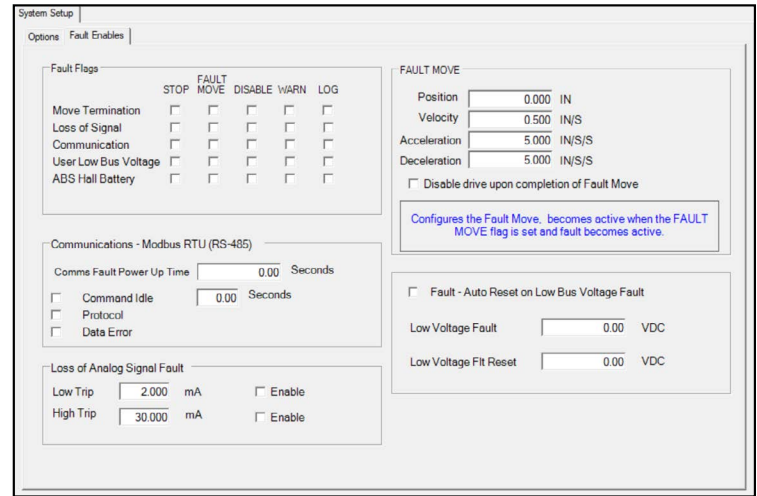 System Setup
Options Fault Enables
Fault Flags
STOP FAULT MOVE DISABLE WARN LOG
Move Termination
Loss of Signal
Communication
User Low Bus Voltage
ABS Hall Battery
Communications - Modbus RTU (RS-485)
Comms Fault Power Up Time 0.00 Seconds
Command Idle 0.00 Seconds
Protocol
Data Error
Loss of Analog Signal Fault
Low Trip 2.000 mA Enable
High Trip 30.000 mA Enable
FAULT MOVE
Position 0.000 IN
Velocity 0.500 IN/S
Acceleration 5.000 IN/S/S
Deceleration 5.000 IN/S/S
Disable drive upon completion of Fault Move
Configures the Fault Move, becomes active when the FAULT
MOVE flag is set and fault becomes active.
Fault - Auto Reset on Low Bus Voltage Fault
Low Voltage Fault 0.00 VDC
Low Voltage Flt Reset 0.00 VDC